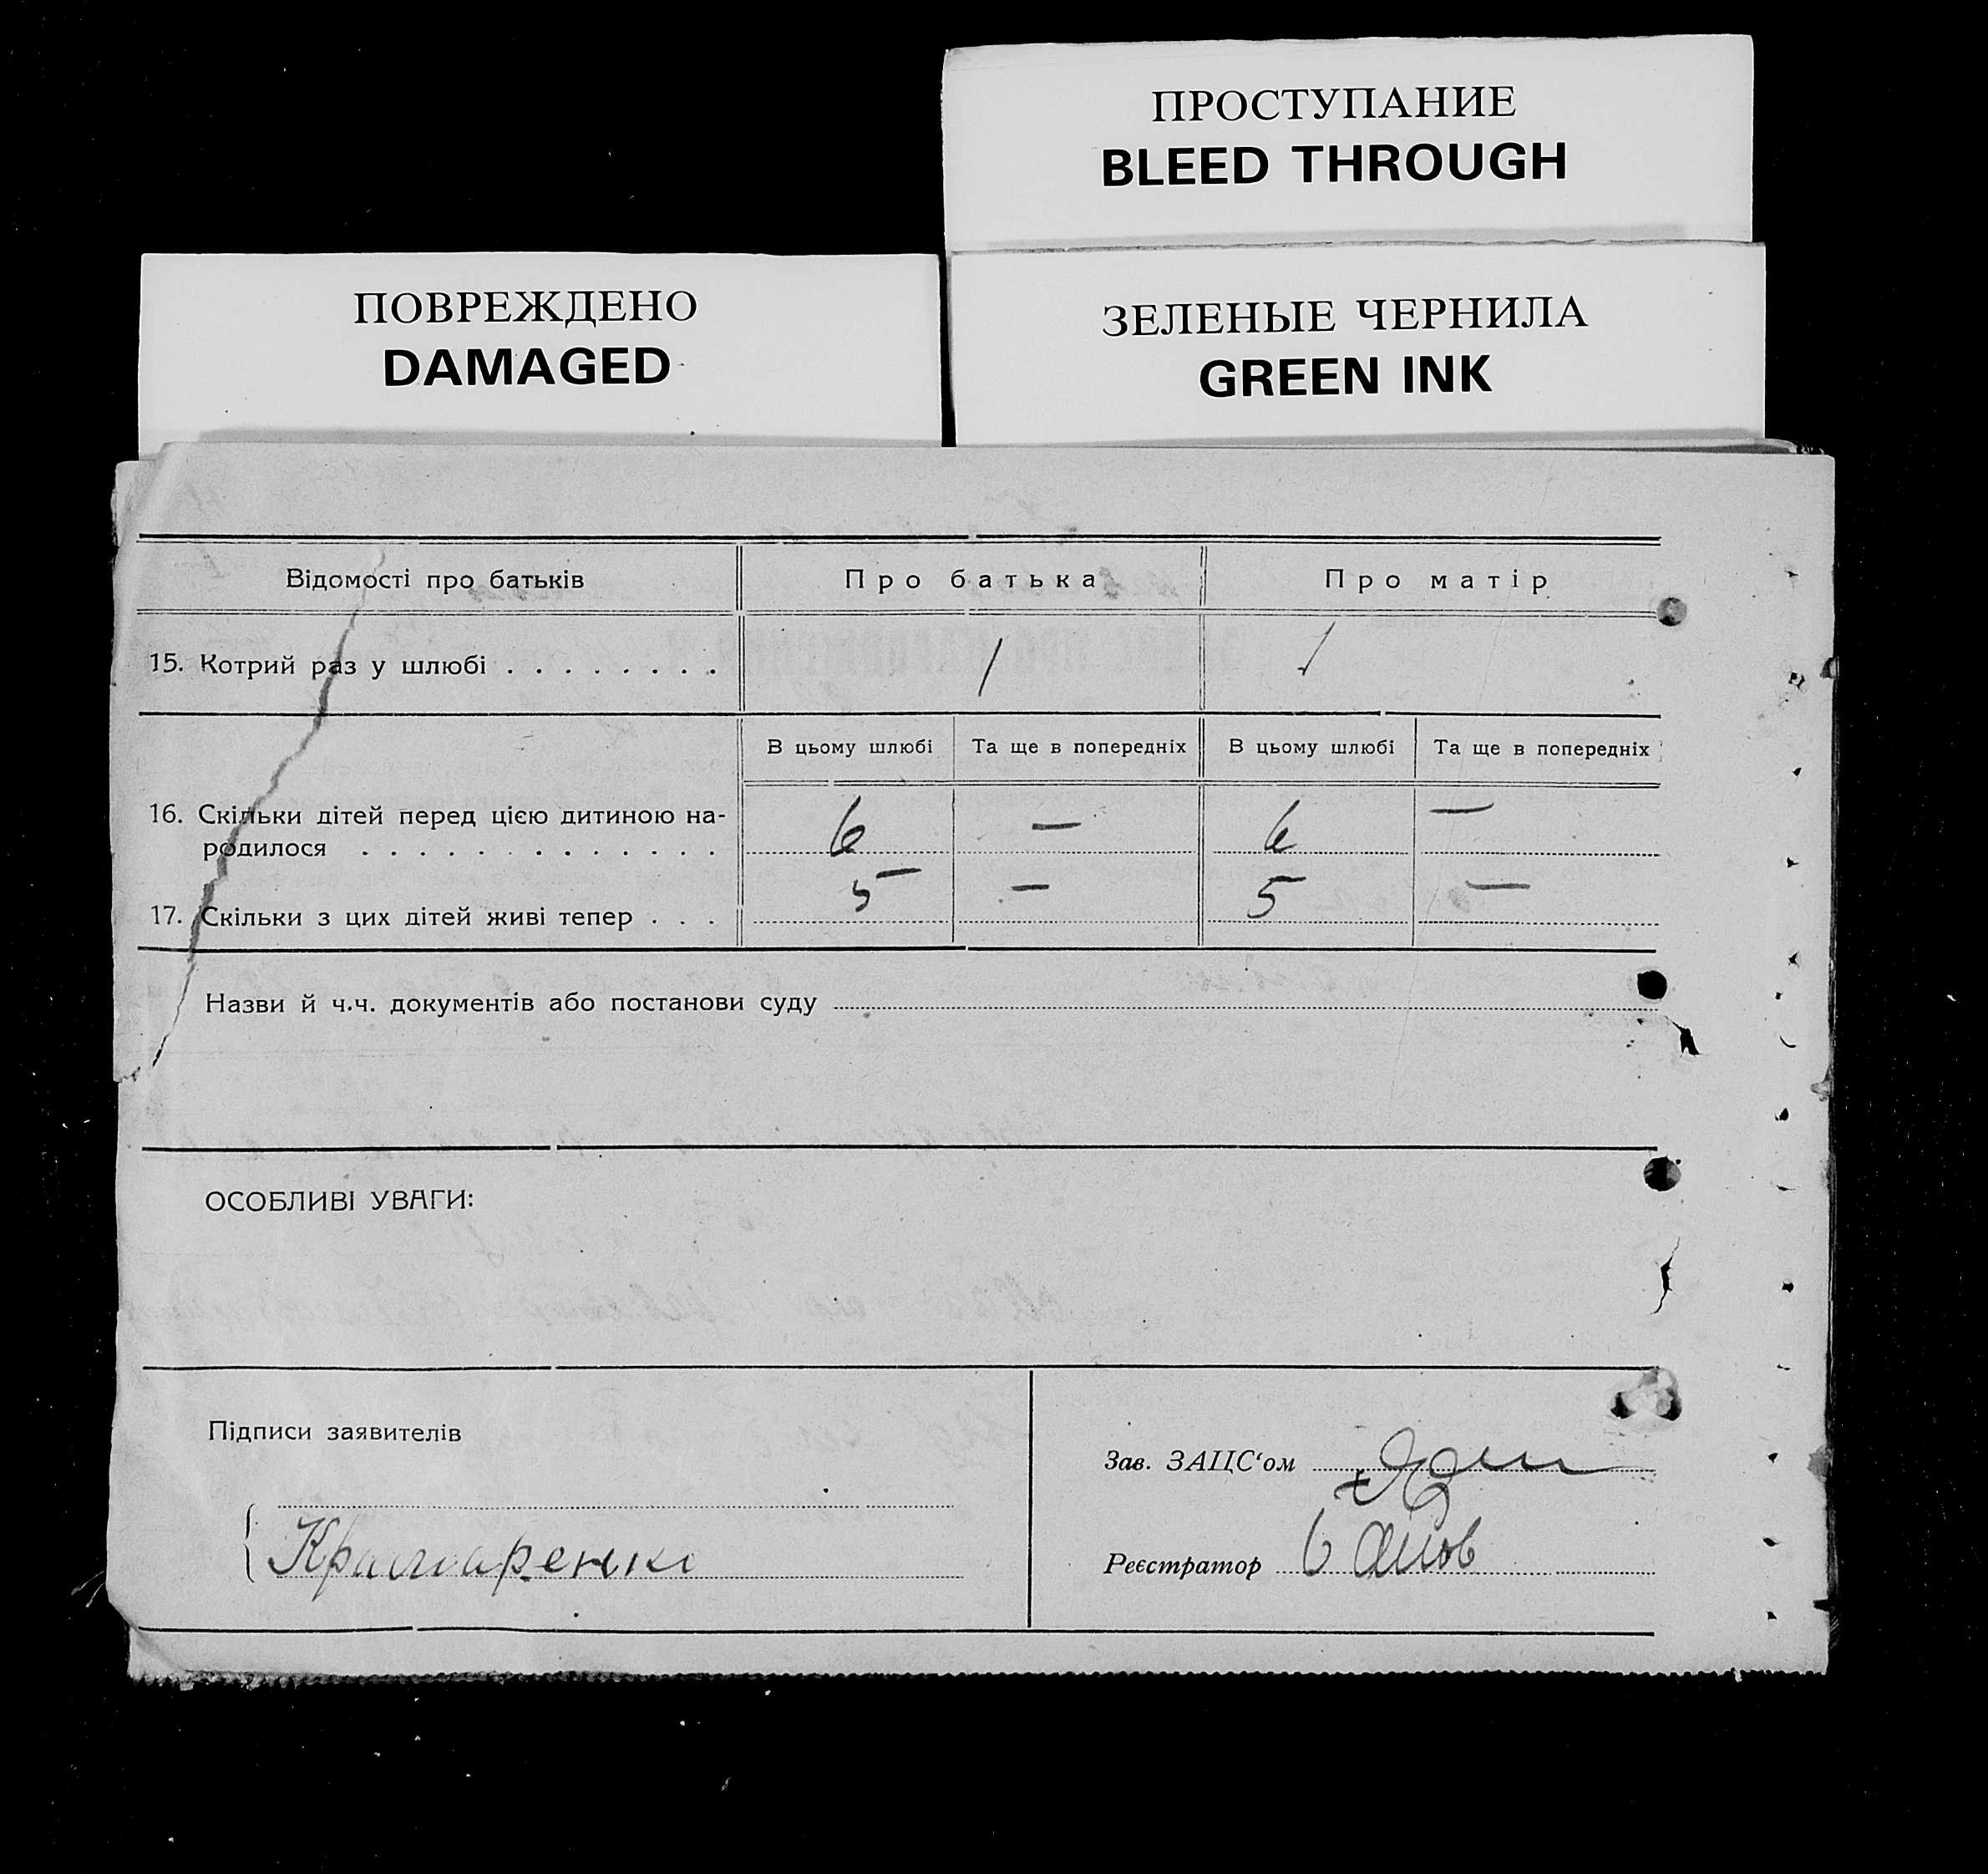 ПРОСТУПАНИЕ
BLEED THROUGH
ПОВРЕЖДЕНО
DAMAGED
ЗЕЛЕНЫЕ ЧЕРНИЛА
GREEN INK
Відомості про батьків Про батька Про матір
15. Котрий раз у шлюбі . . . . . . . . 1 1
В цьому шлюбі Та ще в попередніх В цьому шлюбі Та ще в попередніх
16. Скільки дітей перед цією дитиною на-
родилося . . . . . . . . . . . . . 6 — 6 —
17. Скільки з цих дітей живі тепер . . . 5 — 5 —
Назви й ч.ч. документів або постанови суду
ОСОБЛИВІ УВАГИ:
Підписи заявителів
Крамаренко
Зав. ЗАЦС‘ом
Реєстратор